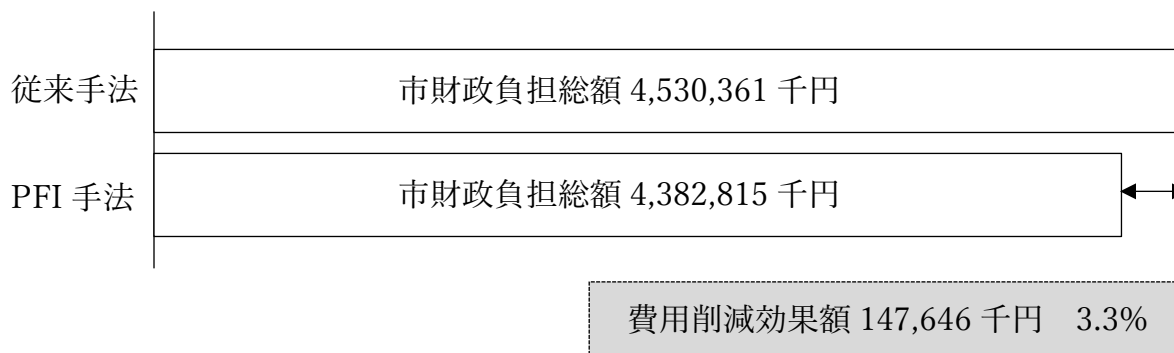 従来手法
市財政負担総額 4,530,361 千円
PFI 手法
市財政負担総額 4,382,815 千円
費用削減効果額 147,646 千円　3.3%